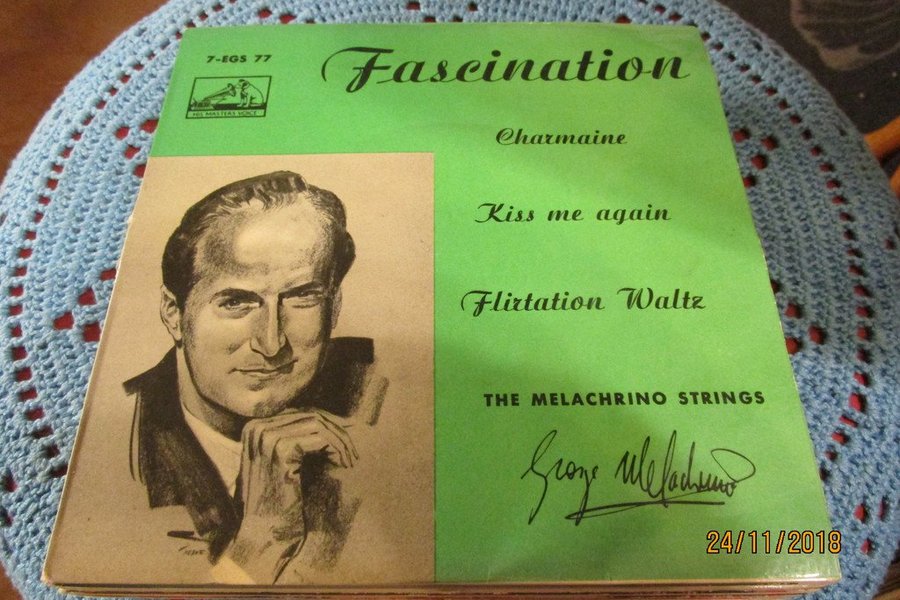 7-EGS 77
Fascination
HIS MASTERS VOICE
Charmaine
Kiss me again
Flirtation Waltz
THE MELACHRINO STRINGS
George Melachrino
24/11/2018